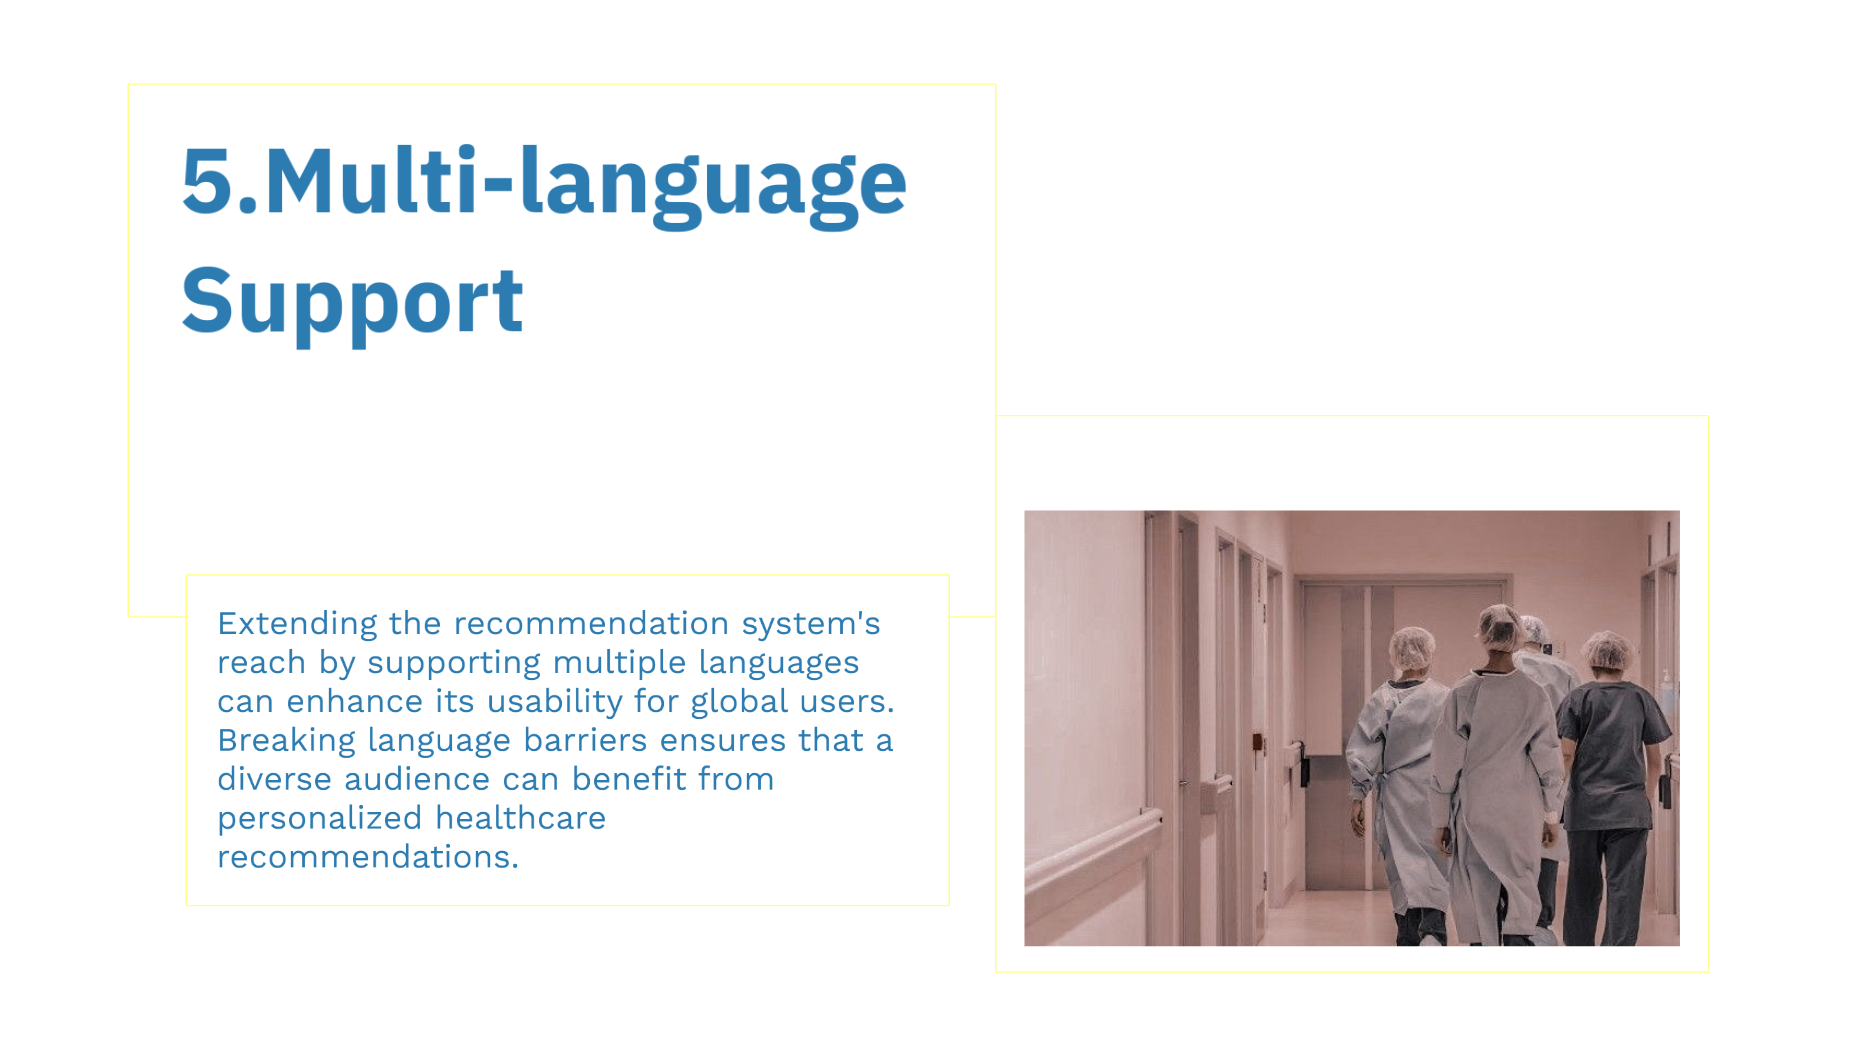 5.Multi-language
Support
Extending the recommendation system's
reach by supporting multiple languages
can enhance its usability for global users.
Breaking language barriers ensures that a
diverse audience can benefit from
personalized healthcare
recommendations.